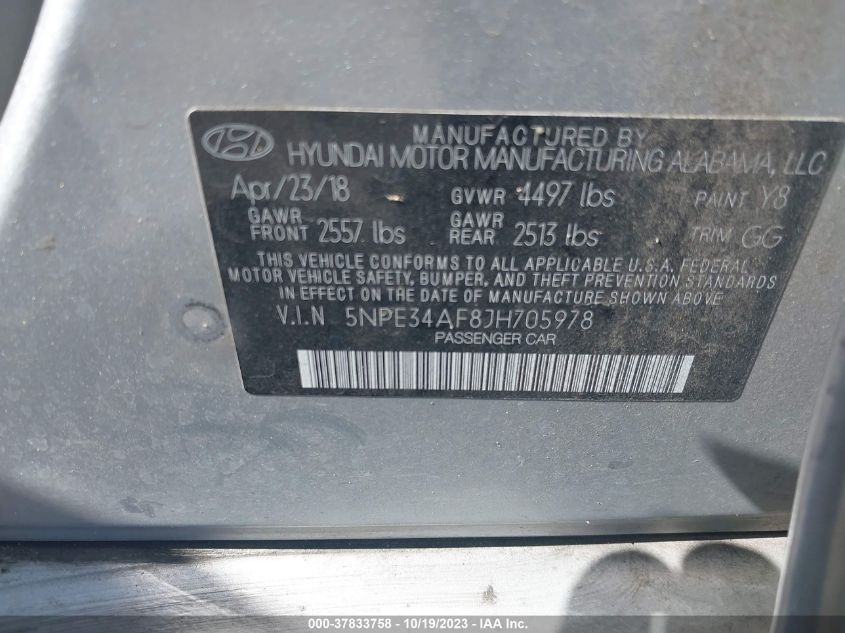 MANUFACTURED BY
HYUNDAI MOTOR MANUFACTURING ALABAMA, LLC
Apr/23/18 GVWR 4497 lbs PAINT Y8
GAWR FRONT 2557 lbs GAWR REAR 2513 lbs TRIM GG
THIS VEHICLE CONFORMS TO ALL APPLICABLE U.S.A. FEDERAL
MOTOR VEHICLE SAFETY, BUMPER, AND THEFT PREVENTION STANDARDS
IN EFFECT ON THE DATE OF MANUFACTURE SHOWN ABOVE.
V.I.N 5NPE34AF8JH705978
PASSENGER CAR
000-37833758 - 10/19/2023 - IAA Inc.